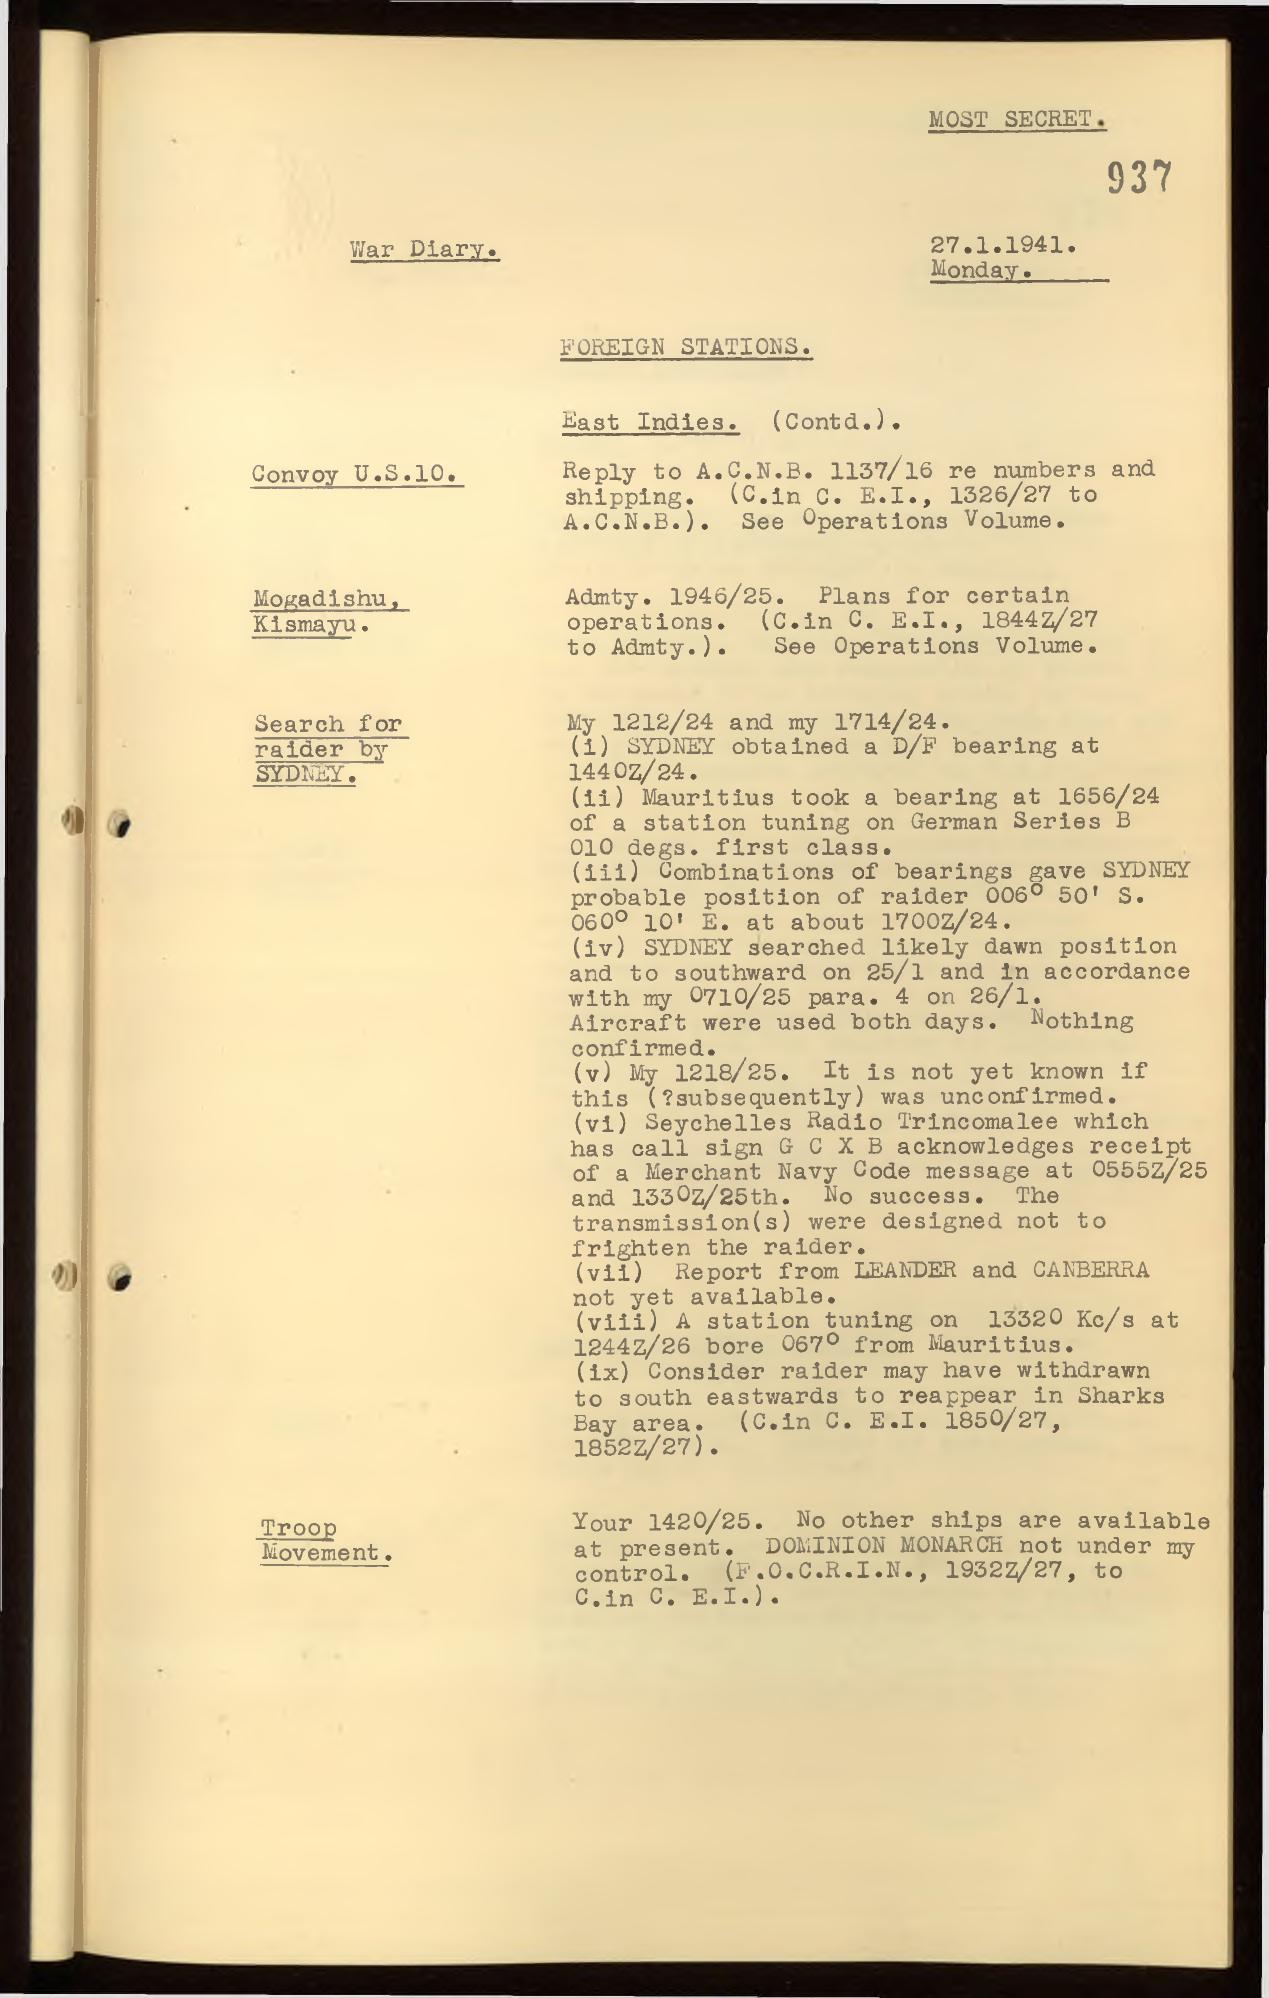 MOST SECRET.
937
War Diary.
27.1.1941.
Monday.
FOREIGN STATIONS.
East Indies. (Contd.).
Convoy U.S.10.
Reply to A.C.N.B. 1137/16 re numbers and
shipping. (C.in C. E.I., 1326/27 to
A.C.N.B.). See Operations Volume.
Mogadishu,
Kismayu.
Admty. 1946/25. Plans for certain
operations. (C.in C. E.I., 1844Z/27
to Admty.). See Operations Volume.
Search for
raider by
SYDNEY.
My 1212/24 and my 1714/24.
(i) SYDNEY obtained a D/F bearing at
1440Z/24.
(ii) Mauritius took a bearing at 1656/24
of a station tuning on German Series B
010 degs. first class.
(iii) Combinations of bearings gave SYDNEY
probable position of raider 006° 50' S.
060° 10' E. at about 1700Z/24.
(iv) SYDNEY searched likely dawn position
and to southward on 25/1 and in accordance
with my 0710/25 para. 4 on 26/1.
Aircraft were used both days. Nothing
confirmed.
(v) My 1218/25. It is not yet known if
this (?subsequently) was unconfirmed.
(vi) Seychelles Radio Trincomalee which
has call sign G C X B acknowledges receipt
of a Merchant Navy Code message at 0555Z/25
and 1330Z/25th. No success. The
transmission(s) were designed not to
frighten the raider.
(vii) Report from LEANDER and CANBERRA
not yet available.
(viii) A station tuning on 13320 Kc/s at
1244Z/26 bore 067° from Mauritius.
(ix) Consider raider may have withdrawn
to south eastwards to reappear in Sharks
Bay area. (C.in C. E.I. 1850/27,
1852Z/27).
Troop
Movement.
Your 1420/25. No other ships are available
at present. DOMINION MONARCH not under my
control. (F.O.C.R.I.N., 1932Z/27, to
C.in C. E.I.).